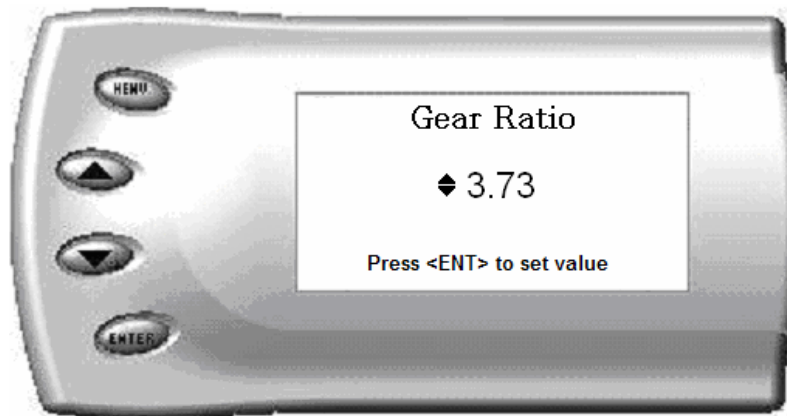 MENU
Gear Ratio
3.73
Press <ENT> to set value
ENTER